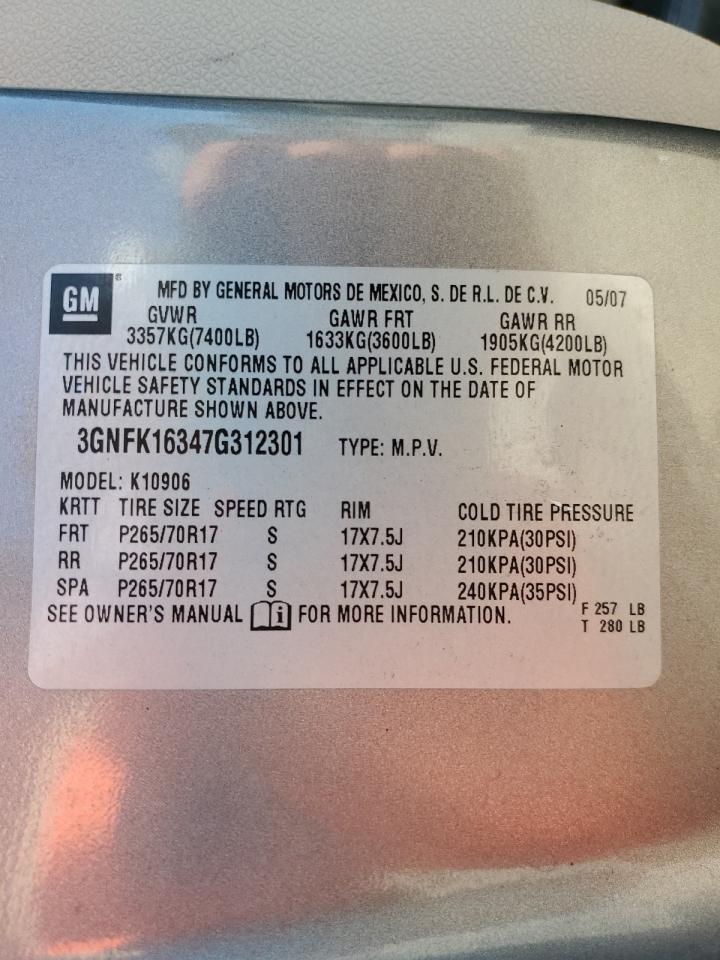 GM®
MFD BY GENERAL MOTORS DE MEXICO, S. DE R.L. DE C.V. 05/07
GVWR GAWR FRT GAWR RR
3357KG(7400LB) 1633KG(3600LB) 1905KG(4200LB)
THIS VEHICLE CONFORMS TO ALL APPLICABLE U.S. FEDERAL MOTOR
VEHICLE SAFETY STANDARDS IN EFFECT ON THE DATE OF
MANUFACTURE SHOWN ABOVE.
3GNFK16347G312301 TYPE: M.P.V.
MODEL: K10906
KRTT TIRE SIZE SPEED RTG RIM COLD TIRE PRESSURE
FRT P265/70R17 S 17X7.5J 210KPA(30PSI)
RR P265/70R17 S 17X7.5J 210KPA(30PSI)
SPA P265/70R17 S 17X7.5J 240KPA(35PSI)
SEE OWNER'S MANUAL i FOR MORE INFORMATION.
F 257 LB
T 280 LB